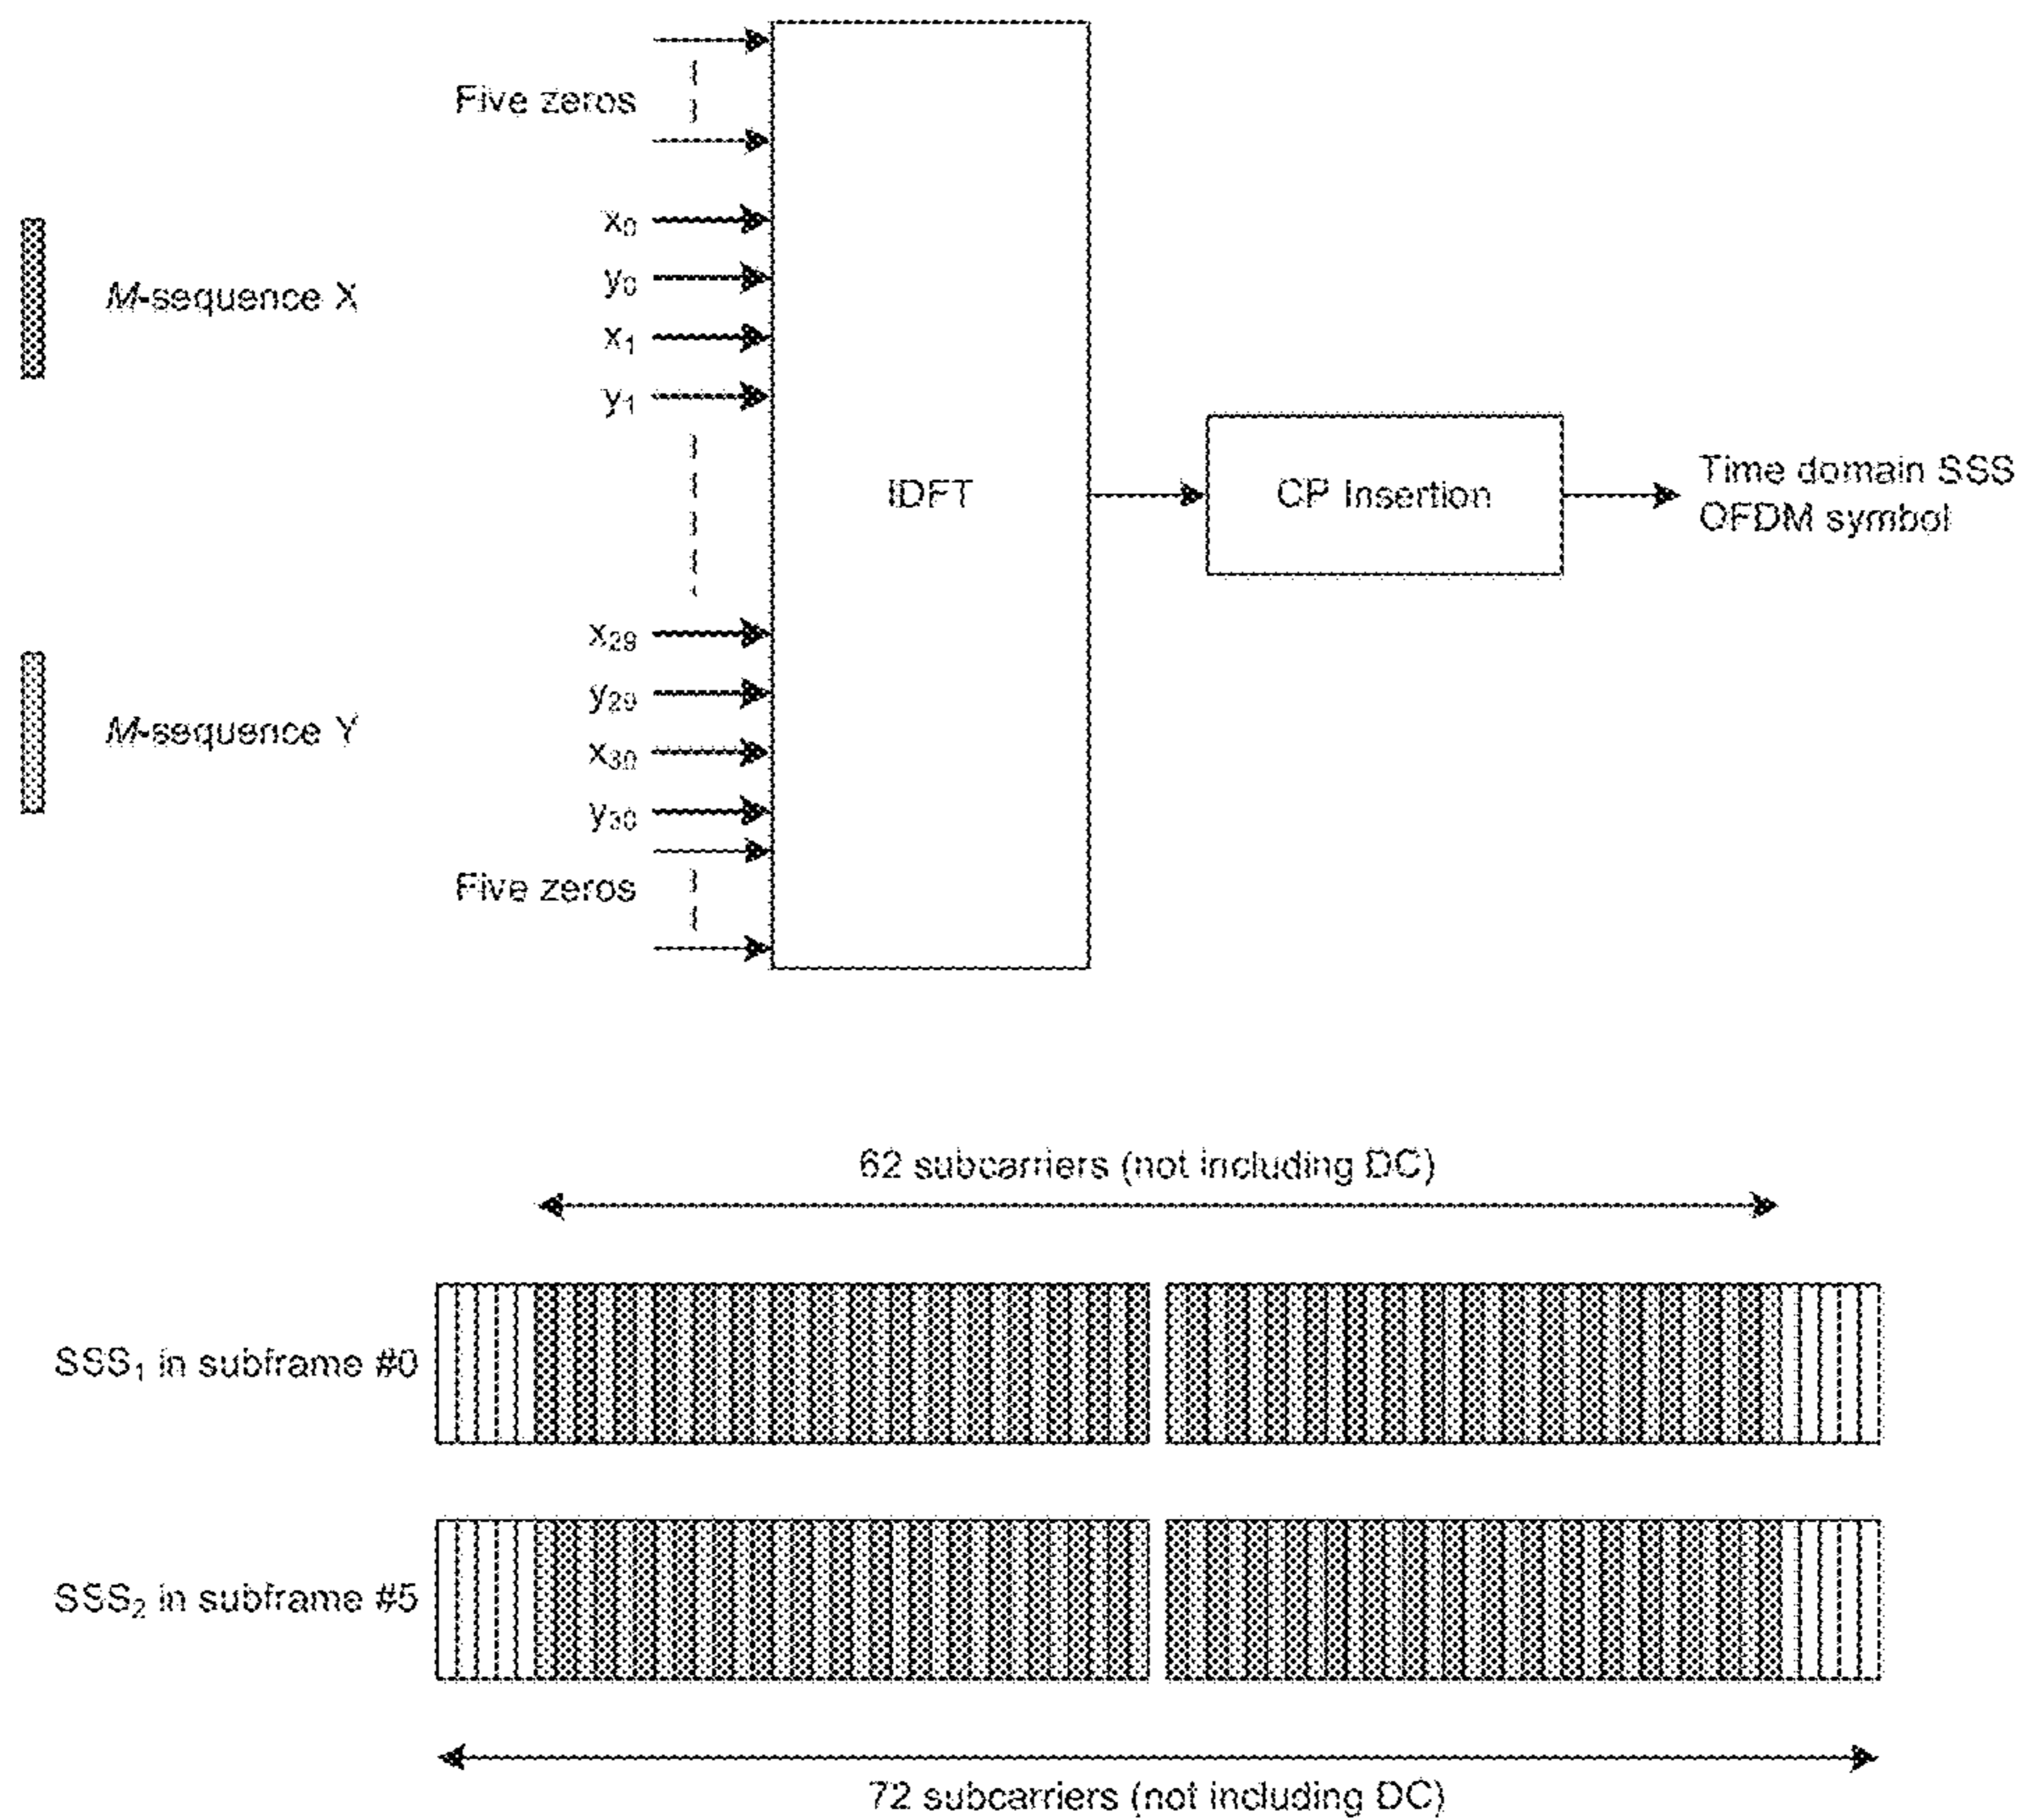 Five zeros
x0
y0
M-sequence X
x1
y1
IDFT
CP Insertion
Time domain SSS
OFDM symbol
x29
y29
M-sequence Y
x30
y30
Five zeros
62 subcarriers (not including DC)
SSS1 in subframe #0
SSS2 in subframe #5
72 subcarriers (not including DC)